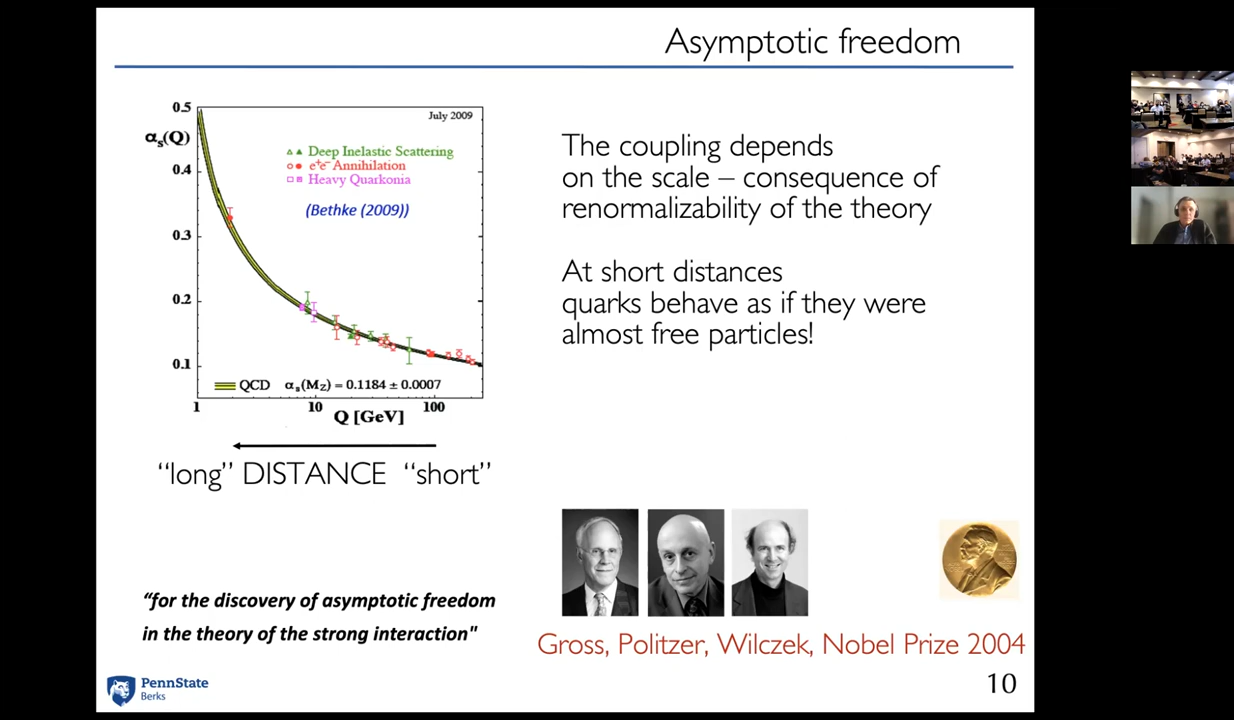 Asymptotic freedom
0.5
July 2009
αs(Q)
Deep Inelastic Scattering
e⁺e⁻ Annihilation
0.4
Heavy Quarkonia
(Bethke (2009))
0.3
0.2
0.1
QCD αs(MZ) = 0.1184 ± 0.0007
1 10 100
Q [GeV]
“long” DISTANCE “short”
The coupling depends
on the scale – consequence of
renormalizability of the theory
At short distances
quarks behave as if they were
almost free particles!
“for the discovery of asymptotic freedom
in the theory of the strong interaction"
Gross, Politzer, Wilczek, Nobel Prize 2004
PennState
Berks
10